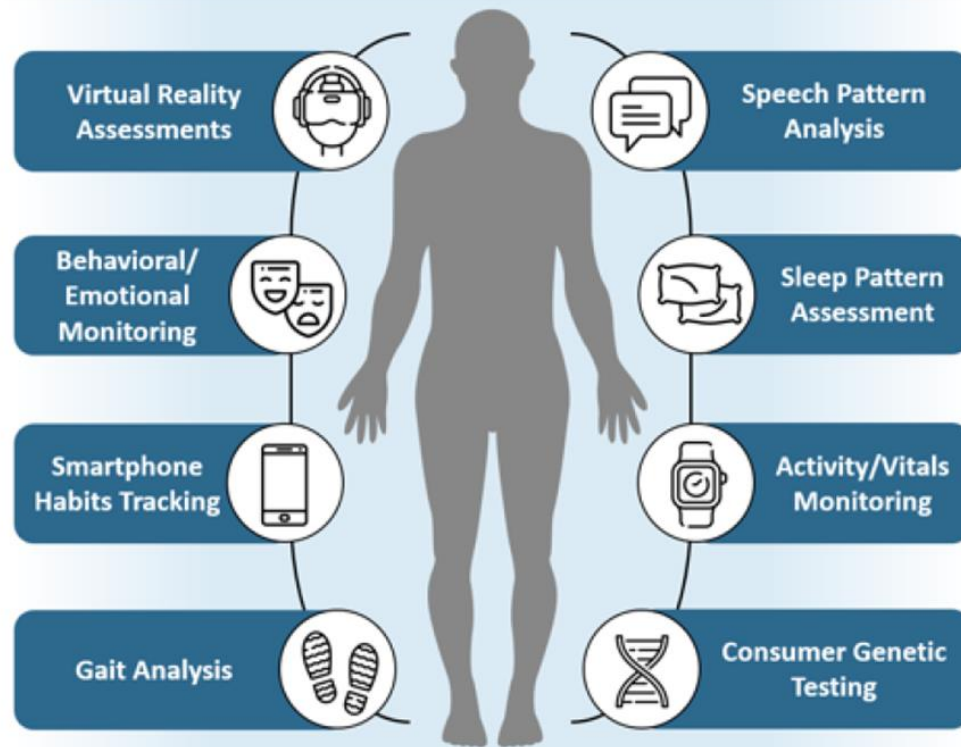 Virtual Reality
Assessments
Speech Pattern
Analysis
Behavioral/
Emotional
Monitoring
Sleep Pattern
Assessment
Smartphone
Habits Tracking
Activity/Vitals
Monitoring
Gait Analysis
Consumer Genetic
Testing